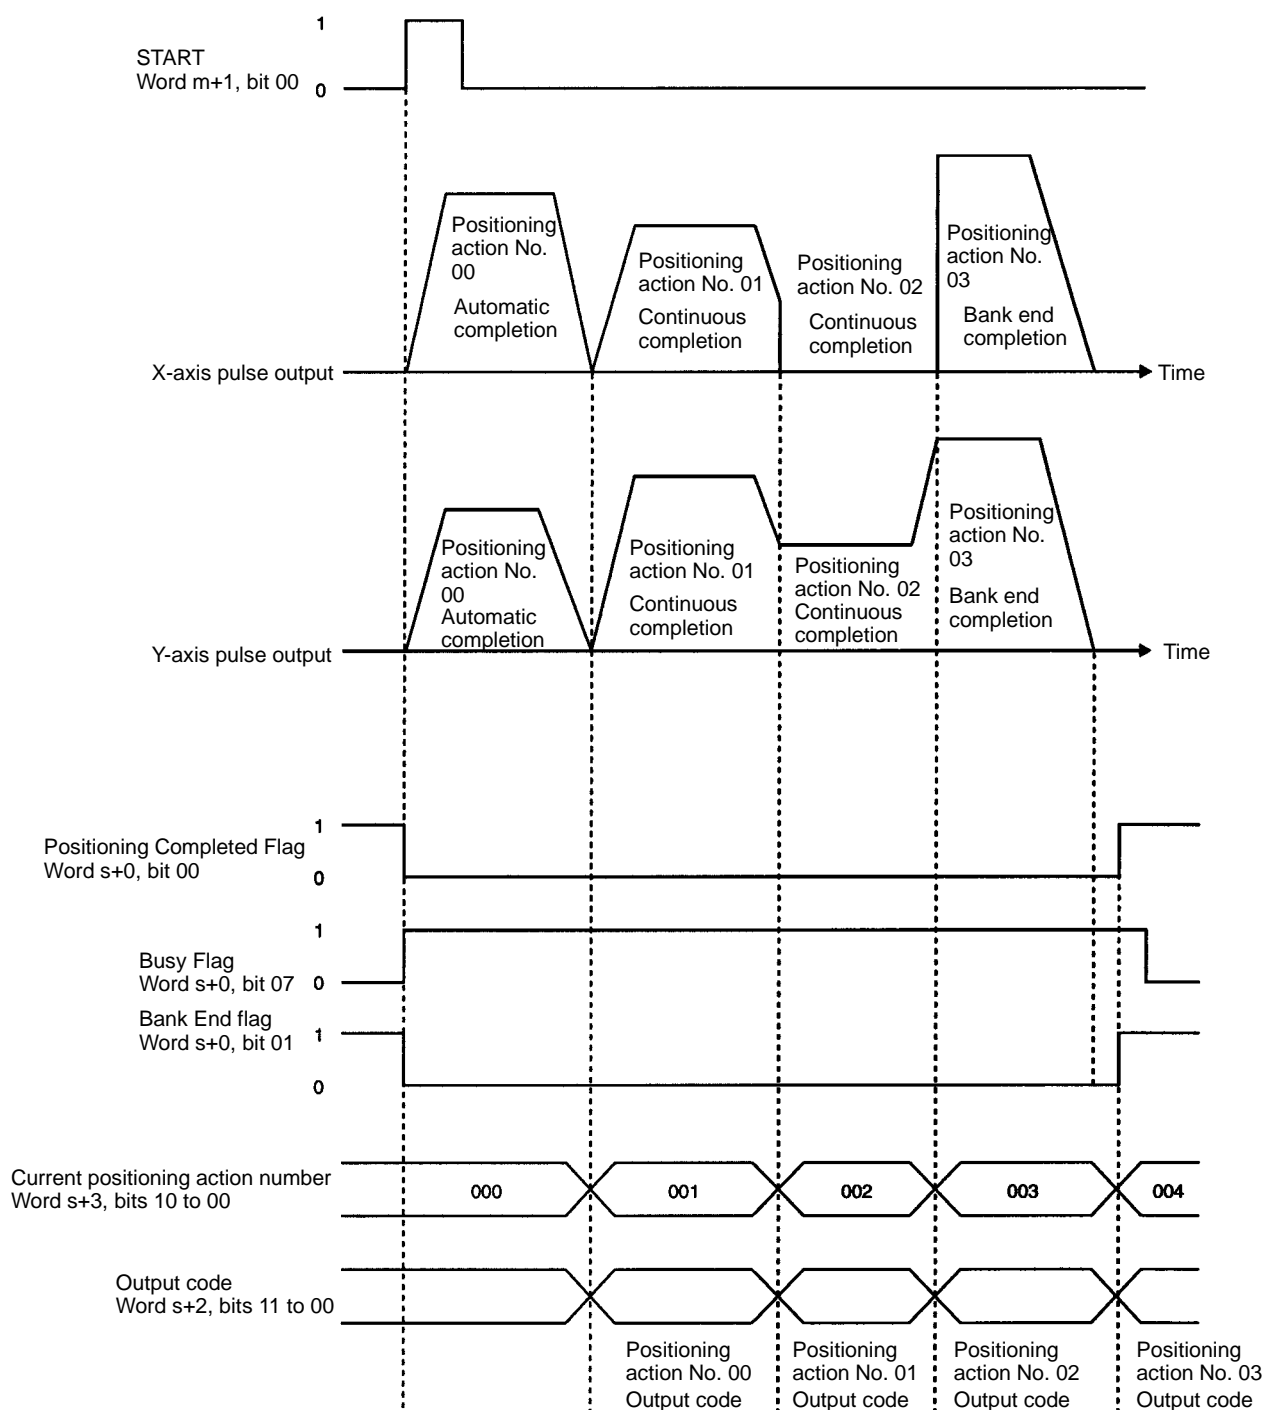 1
START
Word m+1, bit 00
0
Positioning
action No.
00
Automatic
completion
Positioning
action No. 01
Continuous
completion
Positioning
action No. 02
Continuous
completion
Positioning
action No.
03
Bank end
completion
X-axis pulse output
Time
Positioning
action No.
00
Automatic
completion
Positioning
action No. 01
Continuous
completion
Positioning
action No. 02
Continuous
completion
Positioning
action No.
03
Bank end
completion
Y-axis pulse output
Time
1
Positioning Completed Flag
Word s+0, bit 00
0
1
Busy Flag
Word s+0, bit 07
0
Bank End flag
1
Word s+0, bit 01
0
Current positioning action number
Word s+3, bits 10 to 00
000
001
002
003
004
Output code
Word s+2, bits 11 to 00
Positioning
action No. 00
Output code
Positioning
action No. 01
Output code
Positioning
action No. 02
Output code
Positioning
action No. 03
Output code